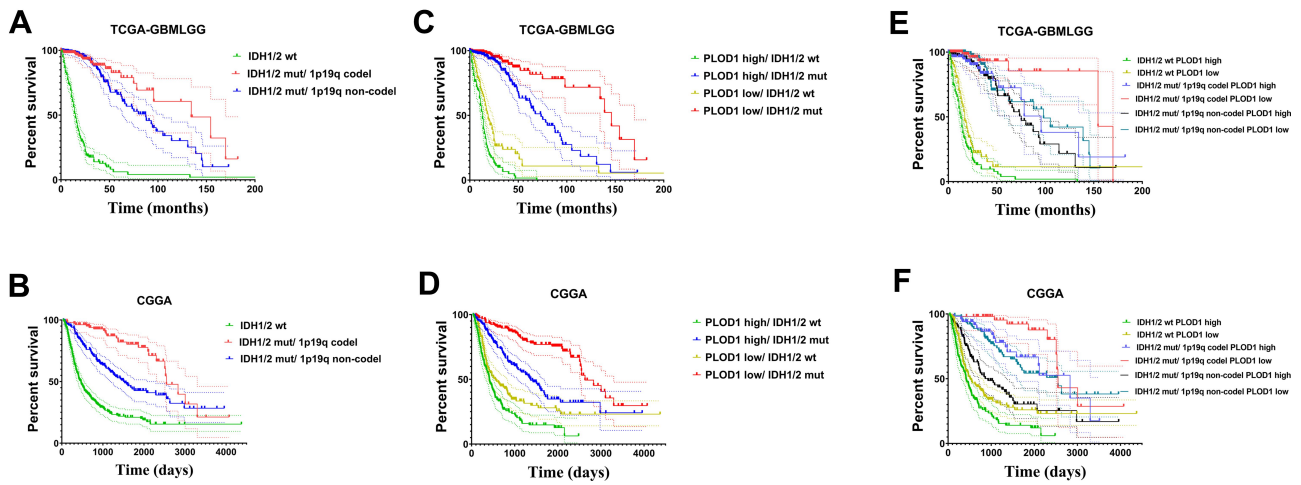 A
TCGA-GBMLGG
Percent survival
100
50
0
0
50
100
150
200
Time (months)
IDH1/2 wt
IDH1/2 mut/ 1p19q codel
IDH1/2 mut/ 1p19q non-codel
C
TCGA-GBMLGG
Percent survival
100
50
0
0
50
100
150
200
Time (months)
PLOD1 high/ IDH1/2 wt
PLOD1 high/ IDH1/2 mut
PLOD1 low/ IDH1/2 wt
PLOD1 low/ IDH1/2 mut
E
TCGA-GBMLGG
Percent survival
100
50
0
0
50
100
145
200
Time (months)
IDH1/2 wt PLOD1 high
IDH1/2 wt PLOD1 low
IDH1/2 mut/ 1p19q codel PLOD1 high
IDH1/2 mut/ 1p19q codel PLOD1 low
IDH1/2 mut/ 1p19q non-codel PLOD1 high
IDH1/2 mut/ 1p19q non-codel PLOD1 low
B
CGGA
Percent survival
100
50
0
0
1000
2000
3000
4000
Time (days)
IDH1/2 wt
IDH1/2 mut/ 1p19q codel
IDH1/2 mut/ 1p19q non-codel
D
CGGA
Percent survival
100
50
0
0
1000
2000
3000
4000
Time (days)
PLOD1 high/ IDH1/2 wt
PLOD1 high/ IDH1/2 mut
PLOD1 low/ IDH1/2 wt
PLOD1 low/ IDH1/2 mut
F
CGGA
Percent survival
100
50
0
0
1000
2000
3000
4000
Time (days)
IDH1/2 wt PLOD1 high
IDH1/2 wt PLOD1 low
IDH1/2 mut/ 1p19q codel PLOD1 high
IDH1/2 mut/ 1p19q codel PLOD1 low
IDH1/2 mut/ 1p19q non-codel PLOD1 high
IDH1/2 mut/ 1p19q non-codel PLOD1 low